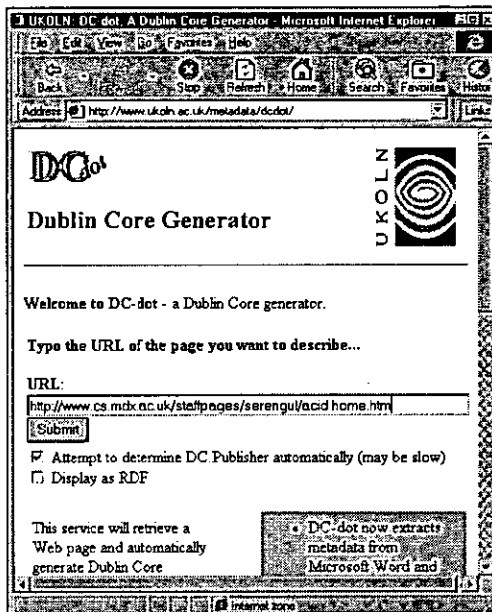 UKOLN: DC-dot, A Dublin Core Generator - Microsoft Internet Explorer
File Edit View Go Favorites Help
Back Stop Refresh Home Search Favorites Histor
Address http://www.ukoln.ac.uk/metadata/dcdot/ Links
DC dot
UKOLN
Dublin Core Generator
Welcome to DC-dot - a Dublin Core generator.
Type the URL of the page you want to describe...
URL:
http://www.cs.mdx.ac.uk/staffpages/serengul/acid home.htm
Submit
Attempt to determine DC.Publisher automatically (may be slow)
Display as RDF
This service will retrieve a
Web page and automatically
generate Dublin Core
DC-dot now extracts
metadata from
Microsoft Word and
Internet zone